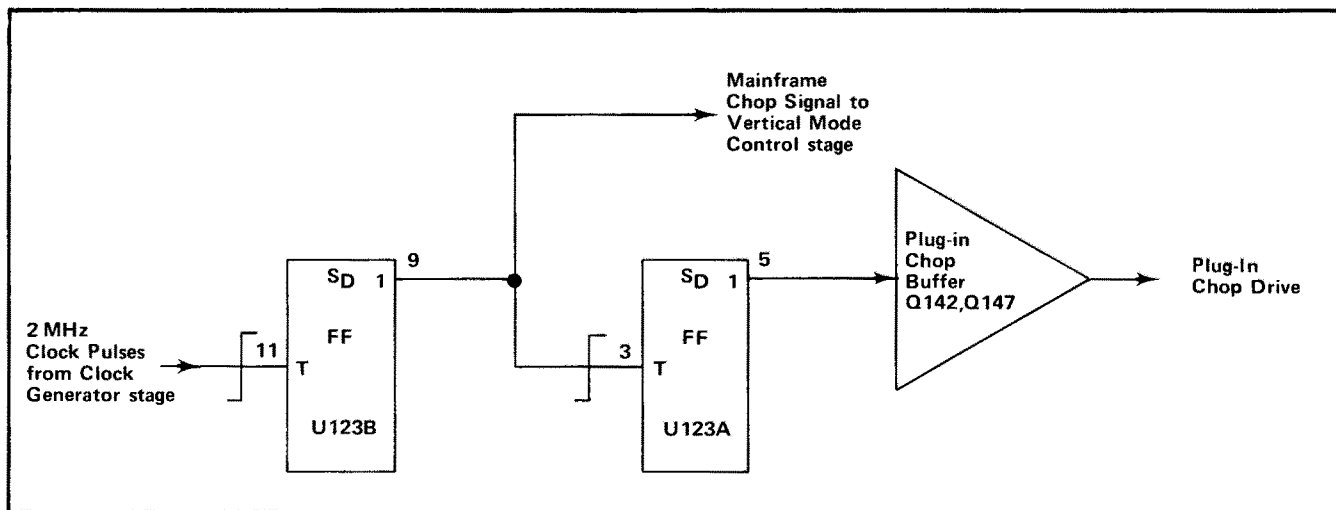 Mainframe
Chop Signal to
Vertical Mode
Control stage
2 MHz
Clock Pulses
from Clock
Generator stage
11
SD 1
9
FF
T
U123B
3
SD 1
5
FF
T
U123A
Plug-in
Chop
Buffer
Q142,Q147
Plug-In
Chop Drive